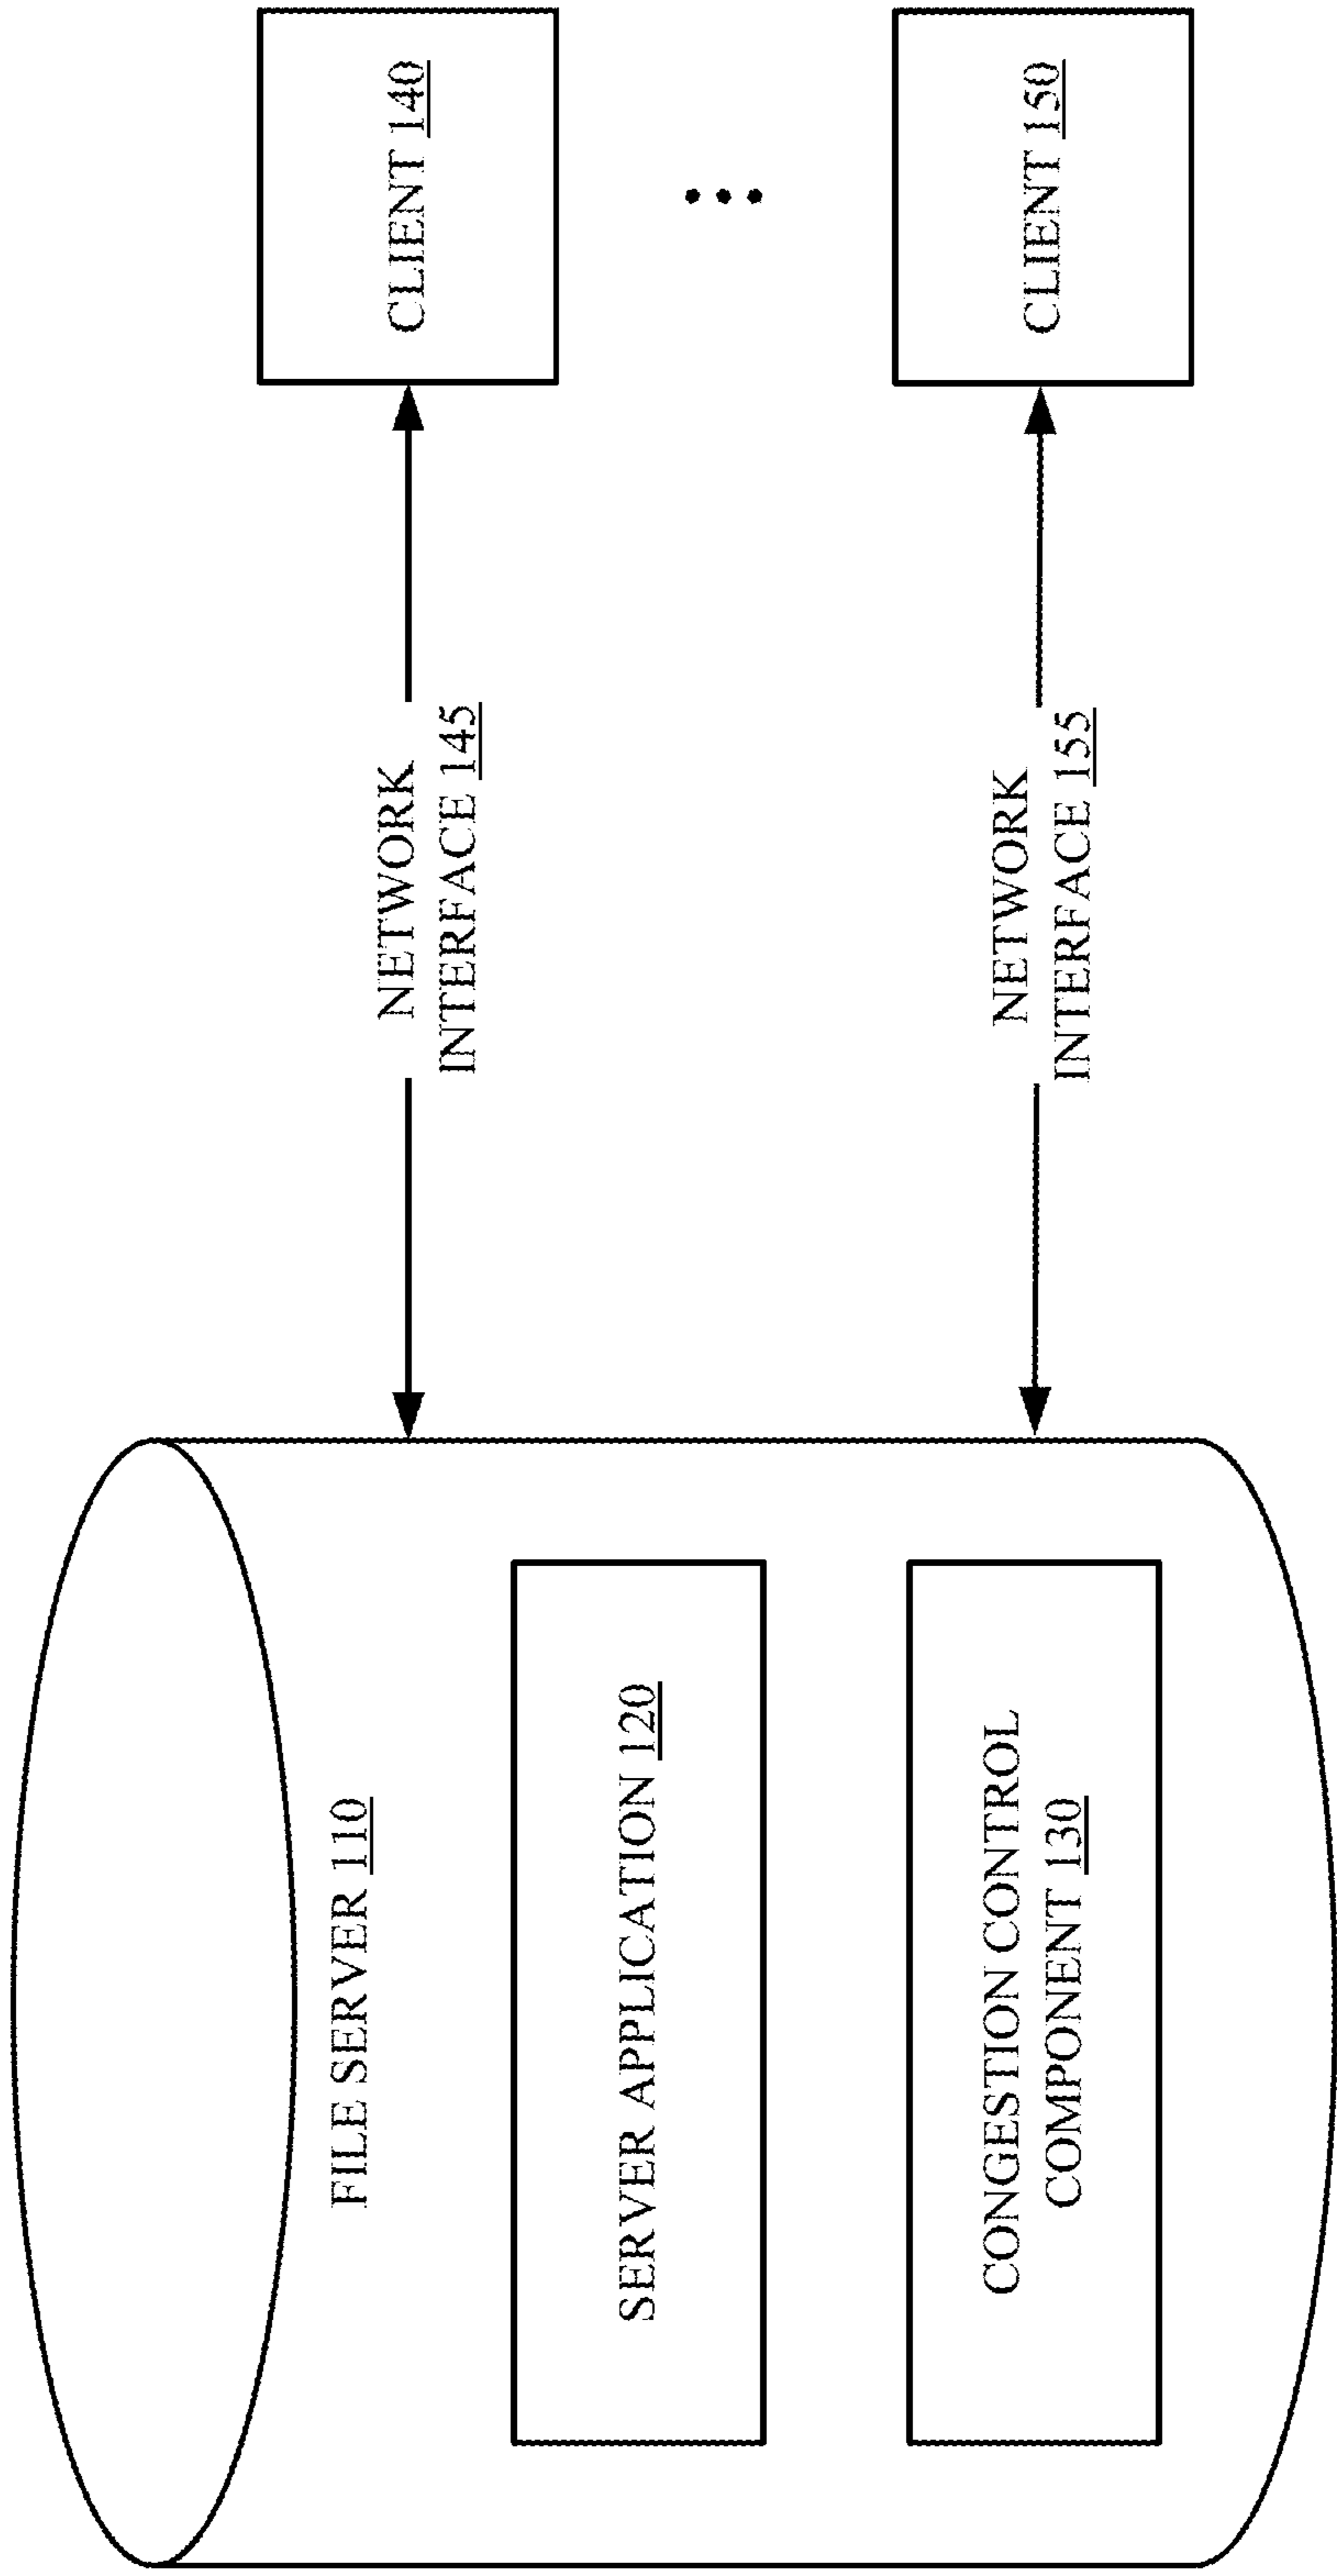 FILE SERVER 110
SERVER APPLICATION 120
CONGESTION CONTROL
COMPONENT 130
NETWORK
INTERFACE 145
CLIENT 140
NETWORK
INTERFACE 155
CLIENT 150